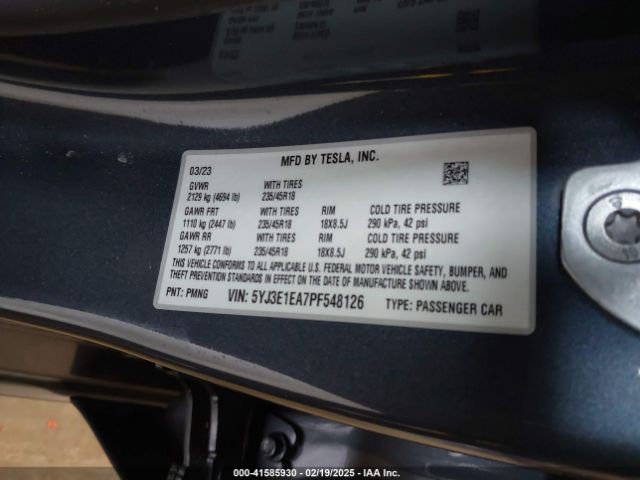 MFD BY TESLA, INC.
03/23
GVWR WITH TIRES
2129 kg (4694 lb) 235/45R18
GAWR FRT WITH TIRES RIM COLD TIRE PRESSURE
1110 kg (2447 lb) 235/45R18 18X8.5J 290 kPa, 42 psi
GAWR RR WITH TIRES RIM COLD TIRE PRESSURE
1257 kg (2771 lb) 235/45R18 18X8.5J 290 kPa, 42 psi
THIS VEHICLE CONFORMS TO ALL APPLICABLE U.S. FEDERAL MOTOR VEHICLE SAFETY, BUMPER, AND
THEFT PREVENTION STANDARDS IN EFFECT ON THE DATE OF MANUFACTURE SHOWN ABOVE.
PNT: PMNG VIN: 5YJ3E1EA7PF548126 TYPE: PASSENGER CAR
000-41585930 - 02/19/2025 - IAA Inc.